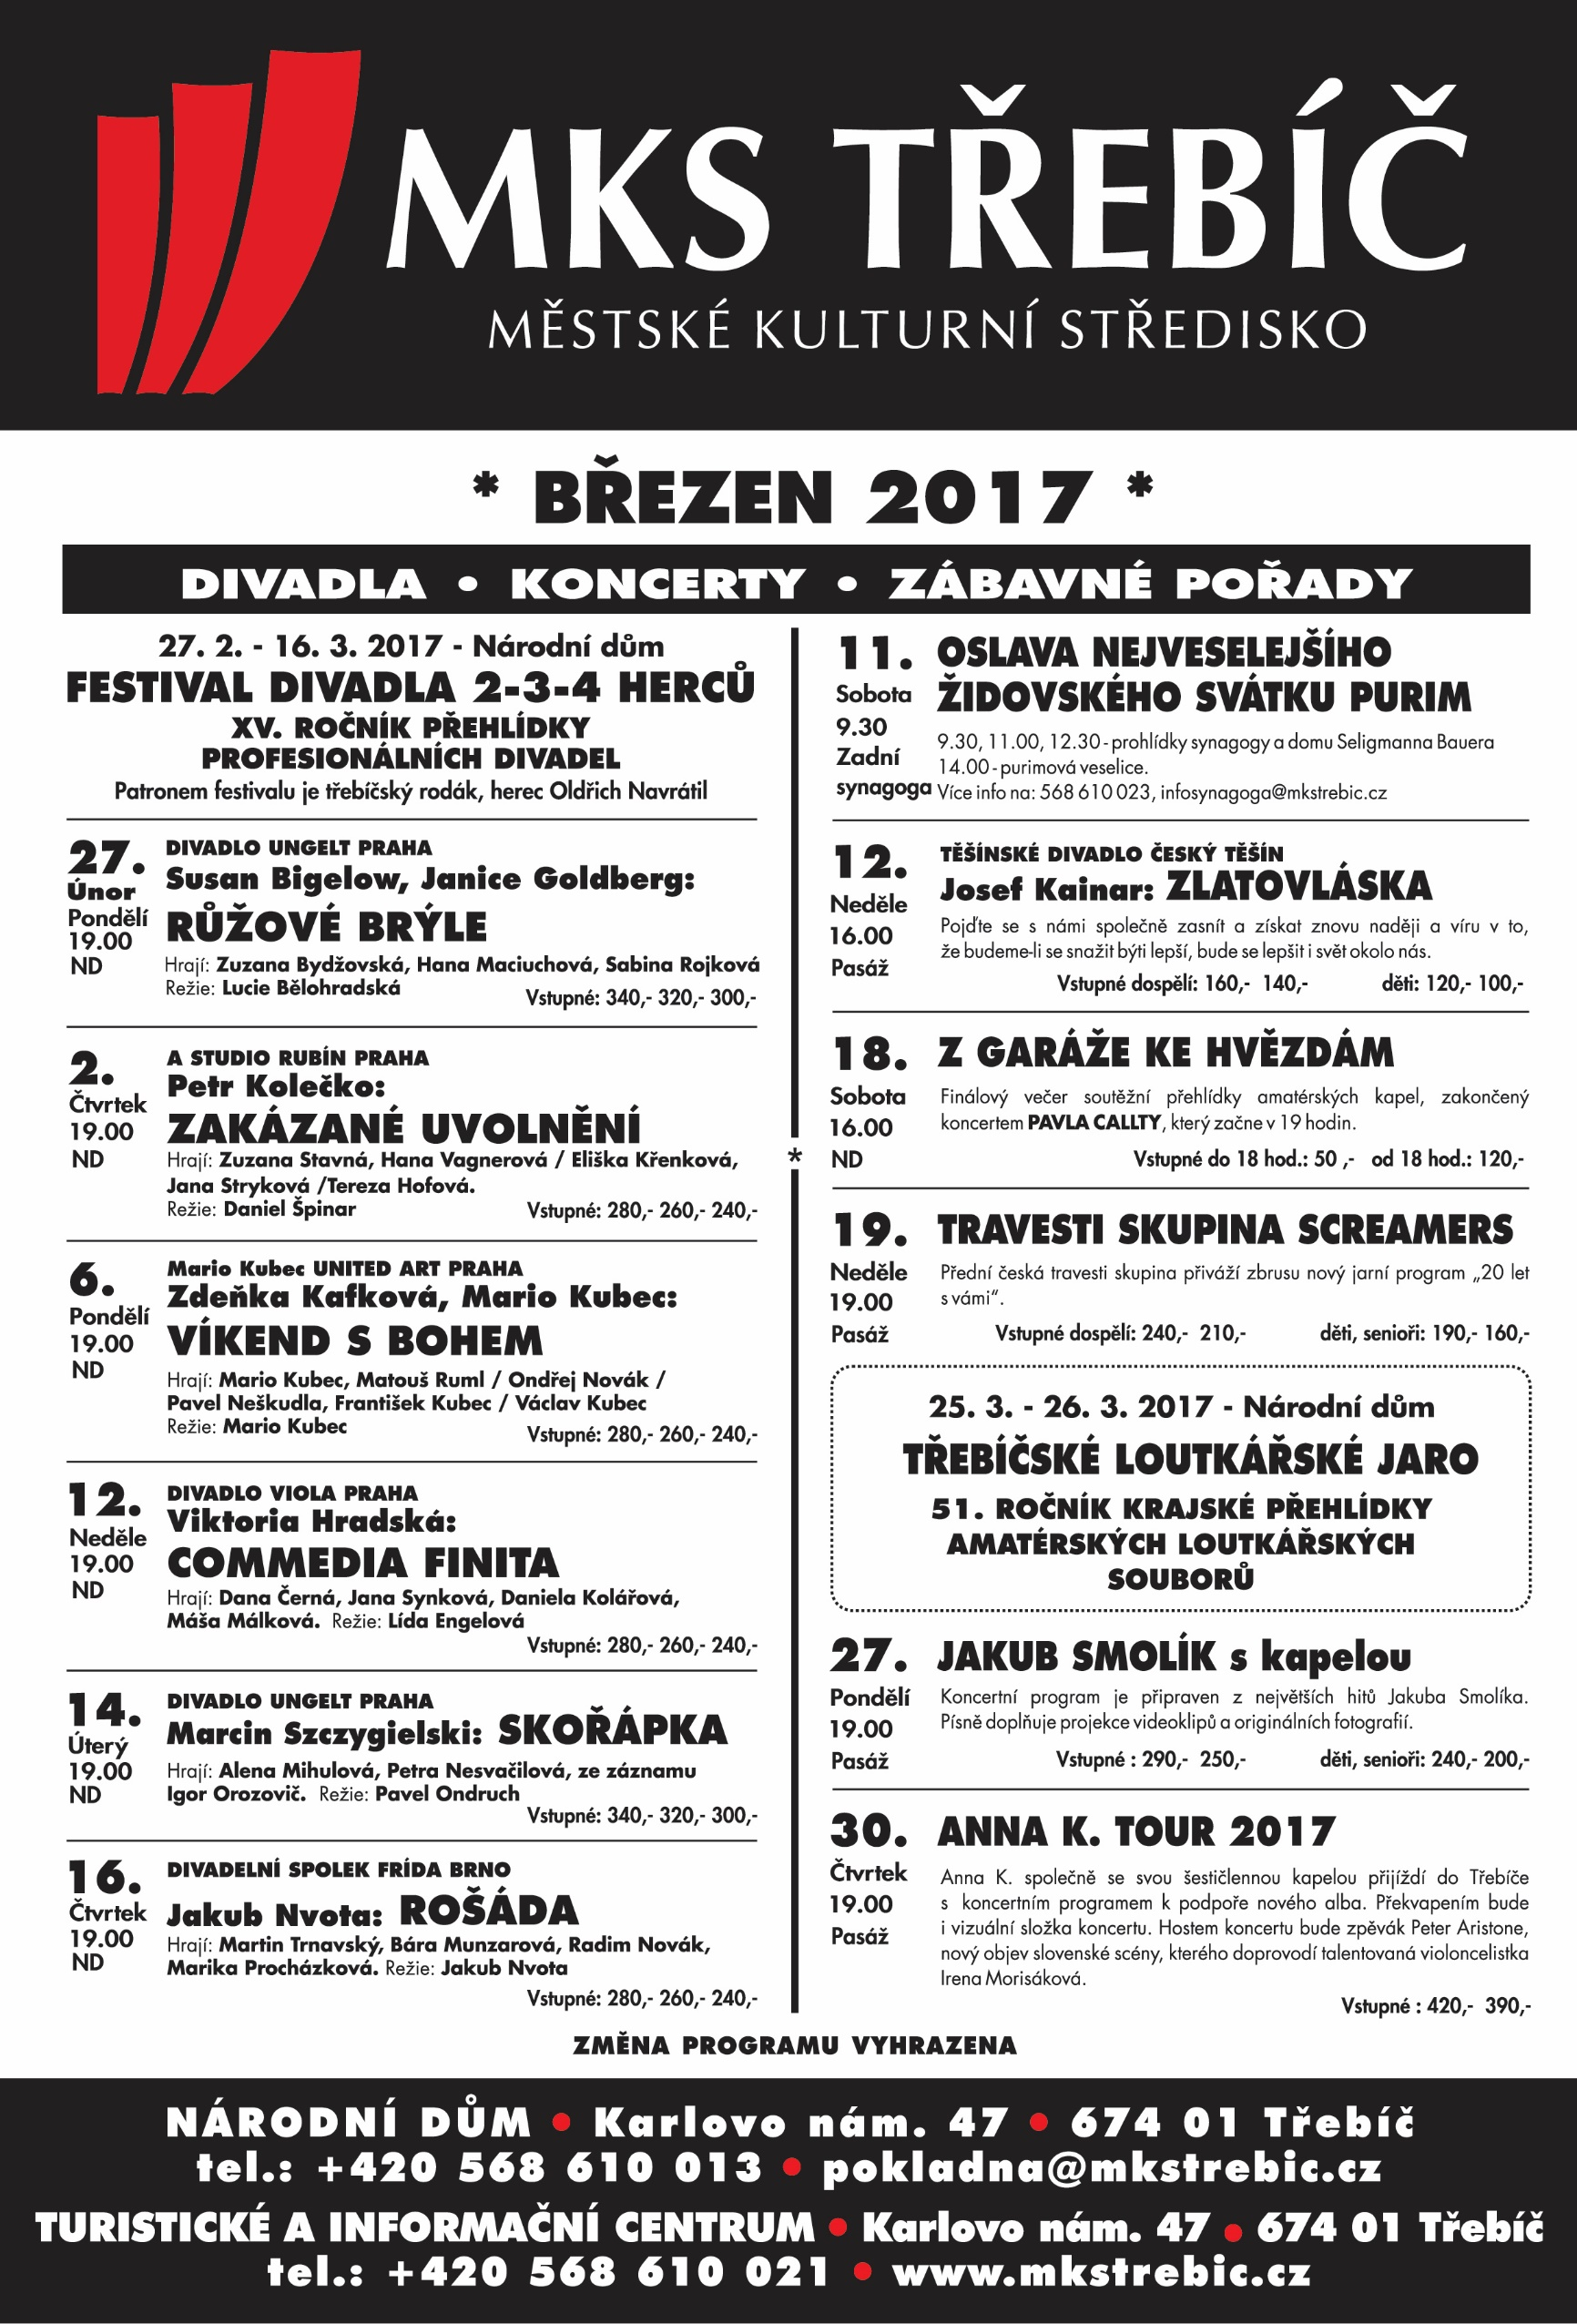 MKS TŘEBÍČ
MĚSTSKÉ KULTURNÍ STŘEDISKO
* BŘEZEN 2017 *
DIVADLA • KONCERTY • ZÁBAVNÉ POŘADY
27. 2. - 16. 3. 2017 - Národní dům
FESTIVAL DIVADLA 2-3-4 HERCŮ
XV. ROČNÍK PŘEHLÍDKY
PROFESIONÁLNÍCH DIVADEL
Patronem festivalu je třebíčský rodák, herec Oldřich Navrátil
27.
Únor
Pondělí
19.00
ND
DIVADLO UNGELT PRAHA
Susan Bigelow, Janice Goldberg:
RŮŽOVÉ BRÝLE
Hrají: Zuzana Bydžovská, Hana Maciuchová, Sabina Rojková
Režie: Lucie Bělohradská
Vstupné: 340,- 320,- 300,-
2.
Čtvrtek
19.00
ND
A STUDIO RUBÍN PRAHA
Petr Kolečko:
ZAKÁZANÉ UVOLNĚNÍ
Hrají: Zuzana Stavná, Hana Vagnerová / Eliška Křenková,
Jana Stryková /Tereza Hofová.
Režie: Daniel Špinar
Vstupné: 280,- 260,- 240,-
6.
Pondělí
19.00
ND
Mario Kubec UNITED ART PRAHA
Zdeňka Kafková, Mario Kubec:
VÍKEND S BOHEM
Hrají: Mario Kubec, Matouš Ruml / Ondřej Novák /
Pavel Neškudla, František Kubec / Václav Kubec
Režie: Mario Kubec
Vstupné: 280,- 260,- 240,-
12.
Neděle
19.00
ND
DIVADLO VIOLA PRAHA
Viktoria Hradská:
COMMEDIA FINITA
Hrají: Dana Černá, Jana Synková, Daniela Kolářová,
Máša Málková. Režie: Lída Engelová
Vstupné: 280,- 260,- 240,-
14.
Úterý
19.00
ND
DIVADLO UNGELT PRAHA
Marcin Szczygielski: SKOŘÁPKA
Hrají: Alena Mihulová, Petra Nesvačilová, ze záznamu
Igor Orozovič. Režie: Pavel Ondruch
Vstupné: 340,- 320,- 300,-
16.
Čtvrtek
19.00
ND
DIVADELNÍ SPOLEK FRÍDA BRNO
Jakub Nvota: ROŠÁDA
Hrají: Martin Trnavský, Bára Munzarová, Radim Novák,
Marika Procházková. Režie: Jakub Nvota
Vstupné: 280,- 260,- 240,-
*
11.
Sobota
9.30
Zadní
synagoga
OSLAVA NEJVESELEJŠÍHO
ŽIDOVSKÉHO SVÁTKU PURIM
9.30, 11.00, 12.30 - prohlídky synagogy a domu Seligmanna Bauera
14.00 - purimová veselice.
Více info na: 568 610 023, infosynagoga@mkstrebic.cz
12.
Neděle
16.00
Pasáž
TĚŠÍNSKÉ DIVADLO ČESKÝ TĚŠÍN
Josef Kainar: ZLATOVLÁSKA
Pojďte se s námi společně zasnít a získat znovu naději a víru v to,
že budeme-li se snažit býti lepší, bude se lepšit i svět okolo nás.
Vstupné dospělí: 160,- 140,- děti: 120,- 100,-
18.
Sobota
16.00
ND
Z GARÁŽE KE HVĚZDÁM
Finálový večer soutěžní přehlídky amatérských kapel, zakončený
koncertem PAVLA CALLTY, který začne v 19 hodin.
Vstupné do 18 hod.: 50 ,- od 18 hod.: 120,-
19.
Neděle
19.00
Pasáž
TRAVESTI SKUPINA SCREAMERS
Přední česká travesti skupina přiváží zbrusu nový jarní program „20 let
s vámi“.
Vstupné dospělí: 240,- 210,- děti, senioři: 190,- 160,-
25. 3. - 26. 3. 2017 - Národní dům
TŘEBÍČSKÉ LOUTKÁŘSKÉ JARO
51. ROČNÍK KRAJSKÉ PŘEHLÍDKY
AMATÉRSKÝCH LOUTKÁŘSKÝCH
SOUBORŮ
27.
Pondělí
19.00
Pasáž
JAKUB SMOLÍK s kapelou
Koncertní program je připraven z největších hitů Jakuba Smolíka.
Písně doplňuje projekce videoklipů a originálních fotografií.
Vstupné : 290,- 250,- děti, senioři: 240,- 200,-
30.
Čtvrtek
19.00
Pasáž
ANNA K. TOUR 2017
Anna K. společně se svou šestičlennou kapelou přijíždí do Třebíče
s koncertním programem k podpoře nového alba. Překvapením bude
i vizuální složka koncertu. Hostem koncertu bude zpěvák Peter Aristone,
nový objev slovenské scény, kterého doprovodí talentovaná violoncelistka
Irena Morisáková.
Vstupné : 420,- 390,-
ZMĚNA PROGRAMU VYHRAZENA
NÁRODNÍ DŮM • Karlovo nám. 47 • 674 01 Třebíč
tel.: +420 568 610 013 • pokladna@mkstrebic.cz
TURISTICKÉ A INFORMAČNÍ CENTRUM • Karlovo nám. 47 • 674 01 Třebíč
tel.: +420 568 610 021 • www.mkstrebic.cz